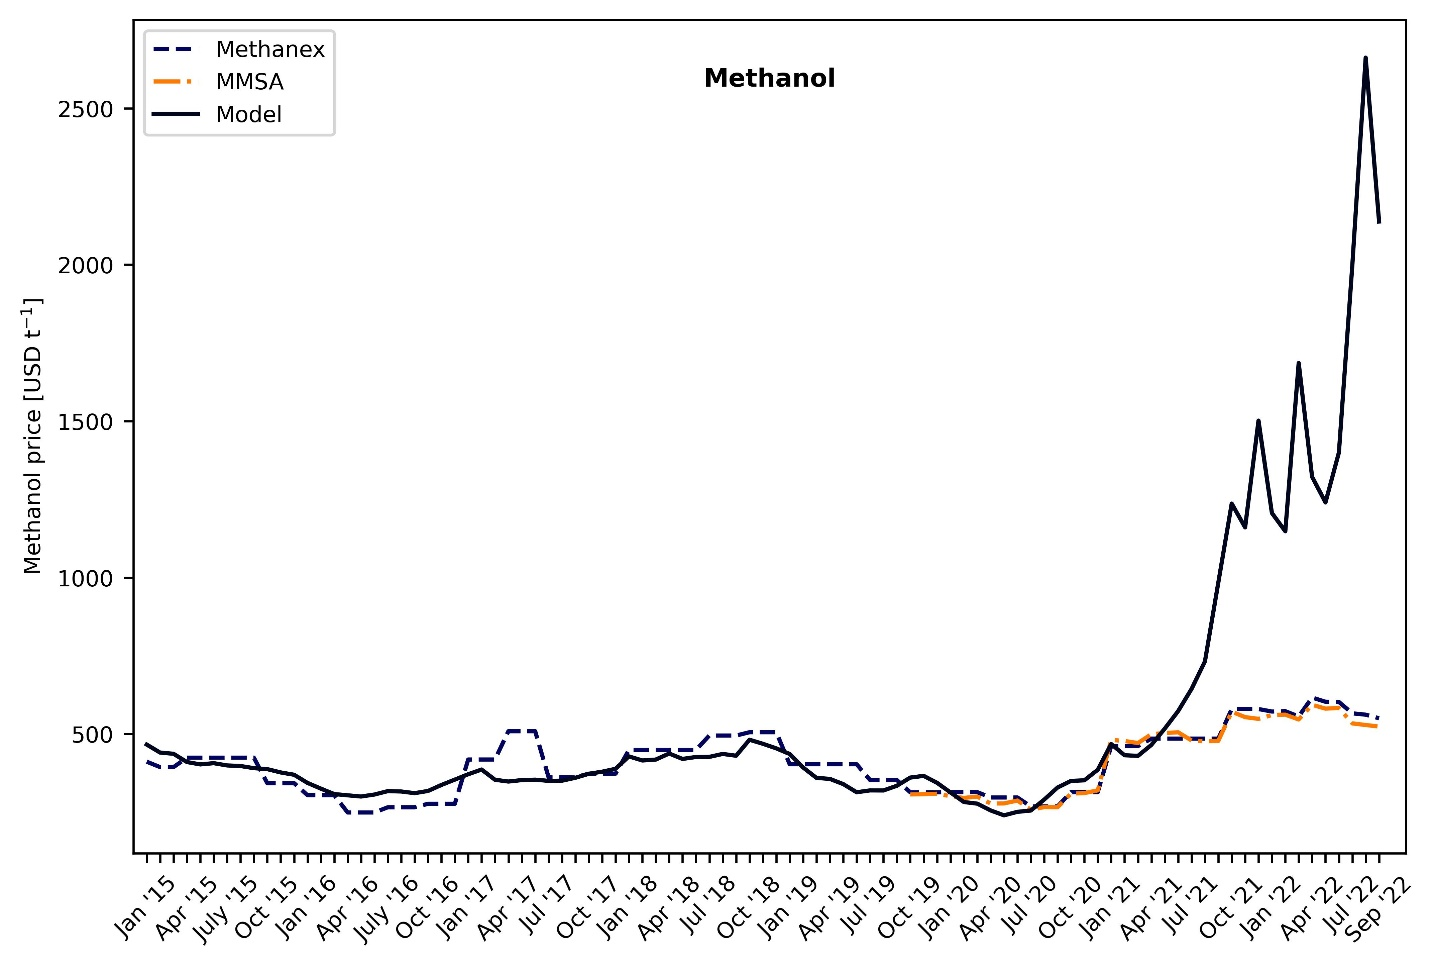 Methanex
MMSA
Model
Methanol
2500
2000
1500
1000
500
Methanol price [USD t⁻¹]
Jan '15
Apr '15
July '15
Oct '15
Jan '16
Apr '16
July '16
Oct '16
Jan '17
Apr '17
Jul '17
Oct '17
Jan '18
Apr '18
Jul '18
Oct '18
Jan '19
Apr '19
Jul '19
Oct '19
Jan '20
Apr '20
Jul '20
Oct '20
Jan '21
Apr '21
Jul '21
Oct '21
Jan '22
Apr '22
Jul '22
Sep '22